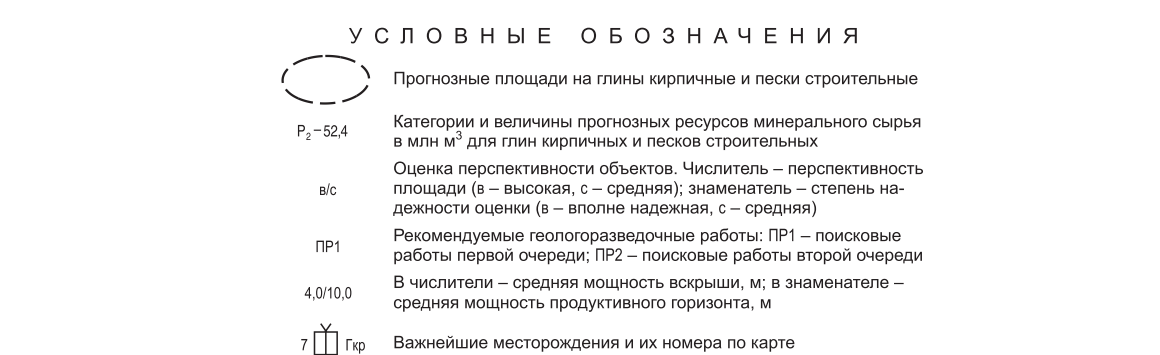 УСЛОВНЫЕ ОБОЗНАЧЕНИЯ
Прогнозные площади на глины кирпичные и пески строительные
P₂–52,4
Категории и величины прогнозных ресурсов минерального сырья
в млн м³ для глин кирпичных и песков строительных
в/с
Оценка перспективности объектов. Числитель – перспективность
площади (в – высокая, с – средняя); знаменатель – степень на-
дежности оценки (в – вполне надежная, с – средняя)
ПР1
Рекомендуемые геологоразведочные работы: ПР1 – поисковые
работы первой очереди; ПР2 – поисковые работы второй очереди
4,0/10,0
В числители – средняя мощность вскрыши, м; в знаменателе –
средняя мощность продуктивного горизонта, м
7 Гкр
Важнейшие месторождения и их номера по карте